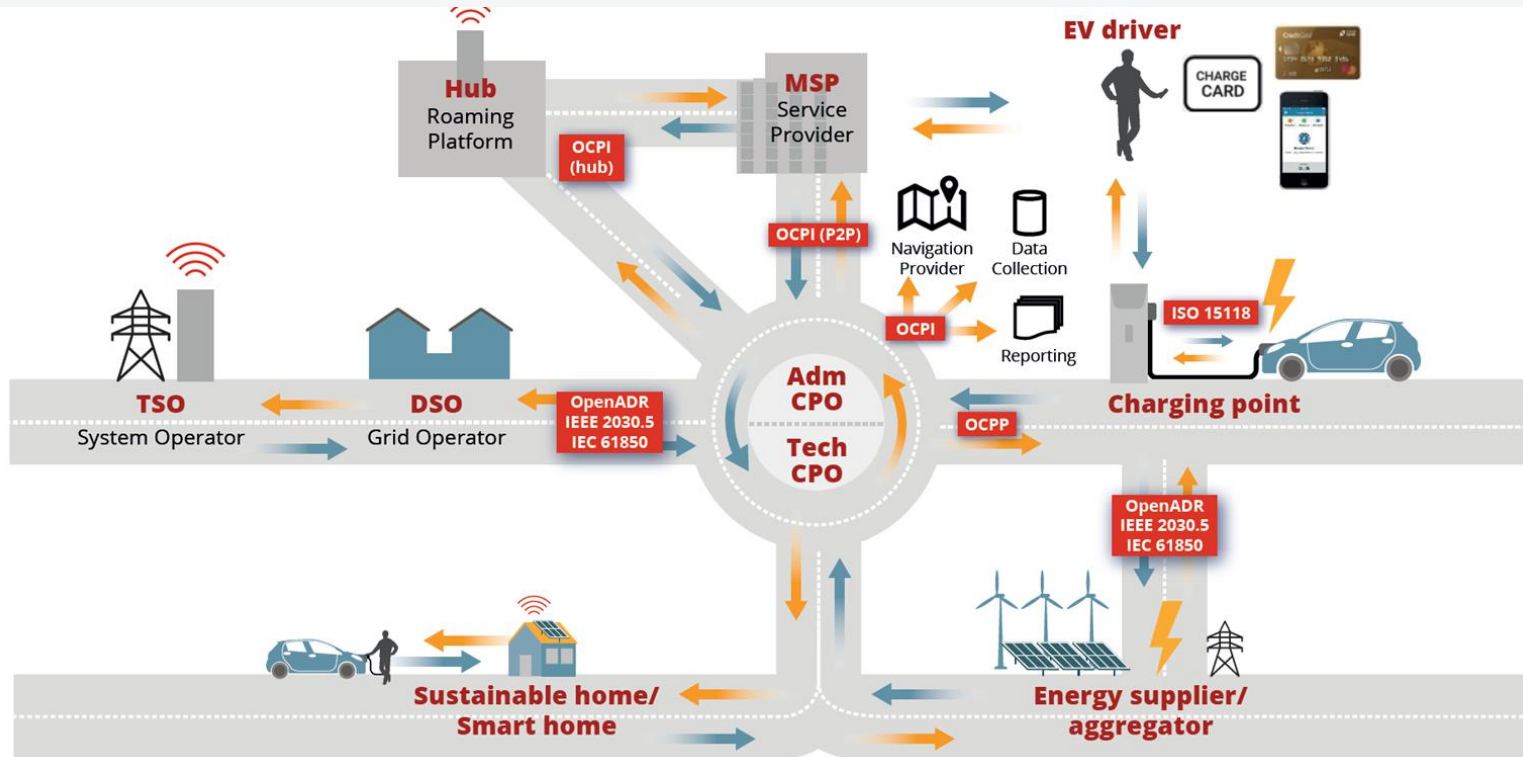 Hub
Roaming
Platform
MSP
Service
Provider
EV driver
CHARGE
CARD
OCPI
(hub)
OCPI (P2P)
Navigation
Provider
Data
Collection
OCPI
Reporting
ISO 15118
TSO
System Operator
DSO
Grid Operator
OpenADR
IEEE 2030.5
IEC 61850
Adm
CPO
Tech
CPO
OCPP
Charging point
OpenADR
IEEE 2030.5
IEC 61850
Sustainable home/
Smart home
Energy supplier/
aggregator